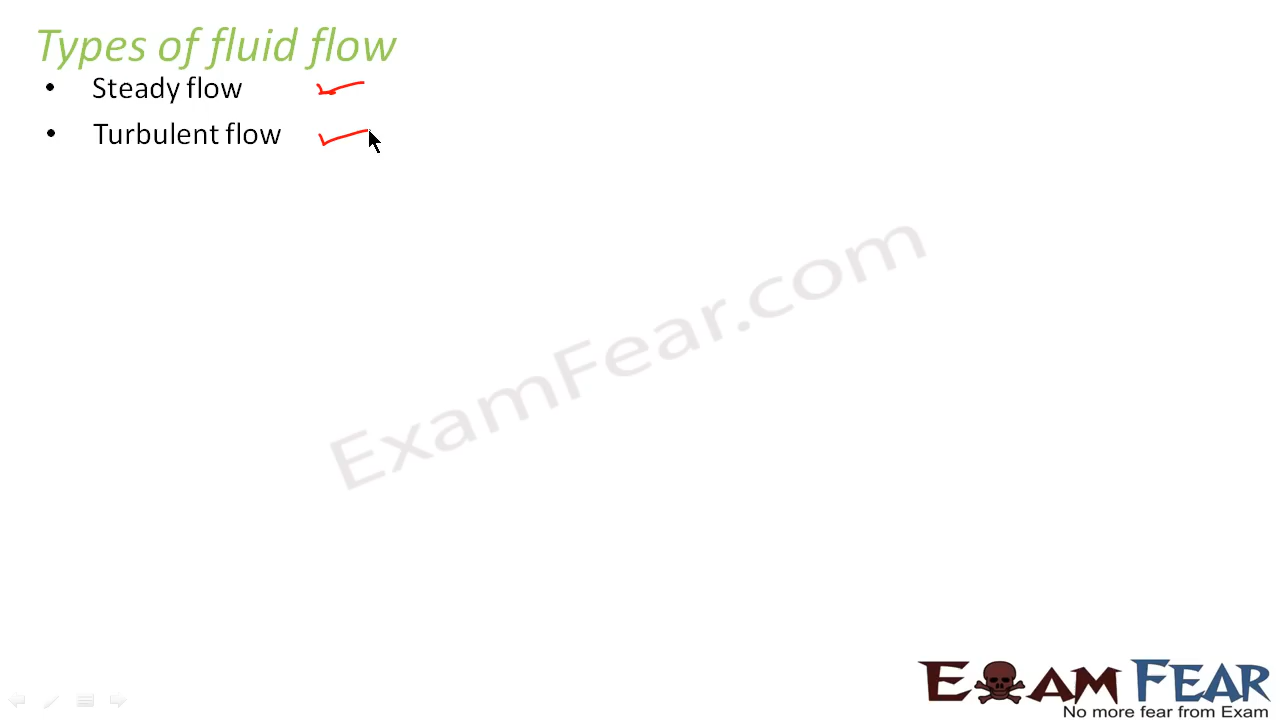 Types of fluid flow
• Steady flow
• Turbulent flow
ExamFear.com
EXAM FEAR
No more fear from Exam